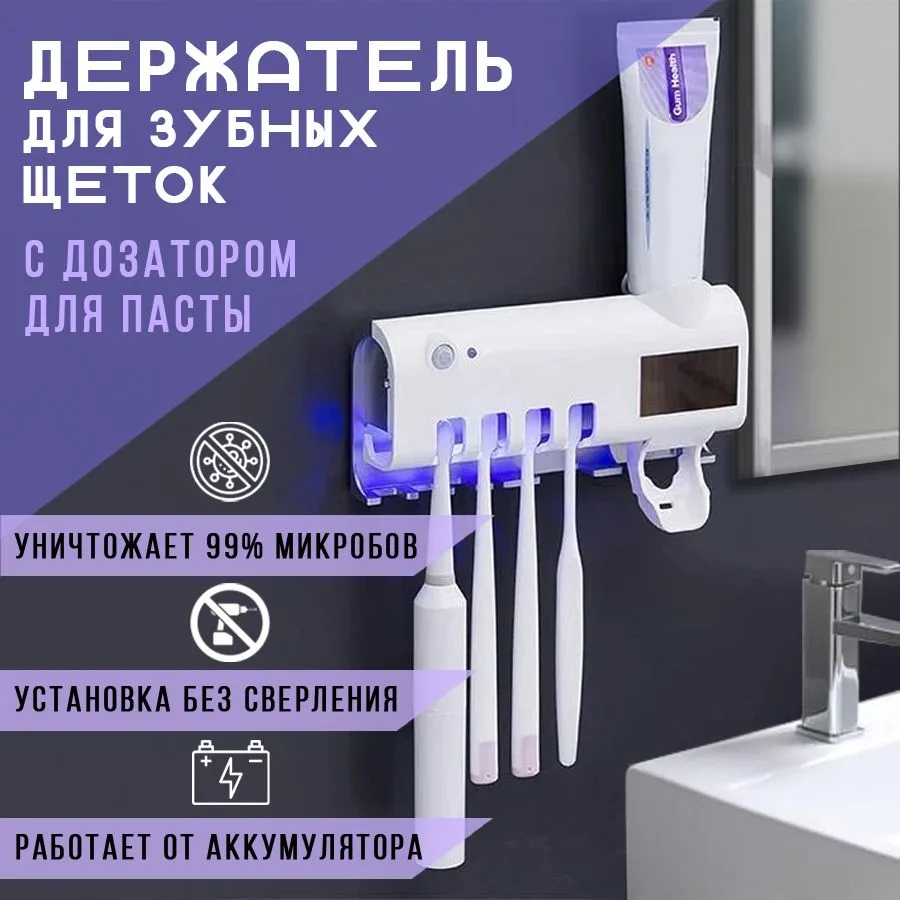 ДЕРЖАТЕЛЬ
ДЛЯ ЗУБНЫХ
ЩЕТОК
С ДОЗАТОРОМ
ДЛЯ ПАСТЫ
Gum Health
УНИЧТОЖАЕТ 99% МИКРОБОВ
УСТАНОВКА БЕЗ СВЕРЛЕНИЯ
РАБОТАЕТ ОТ АККУМУЛЯТОРА